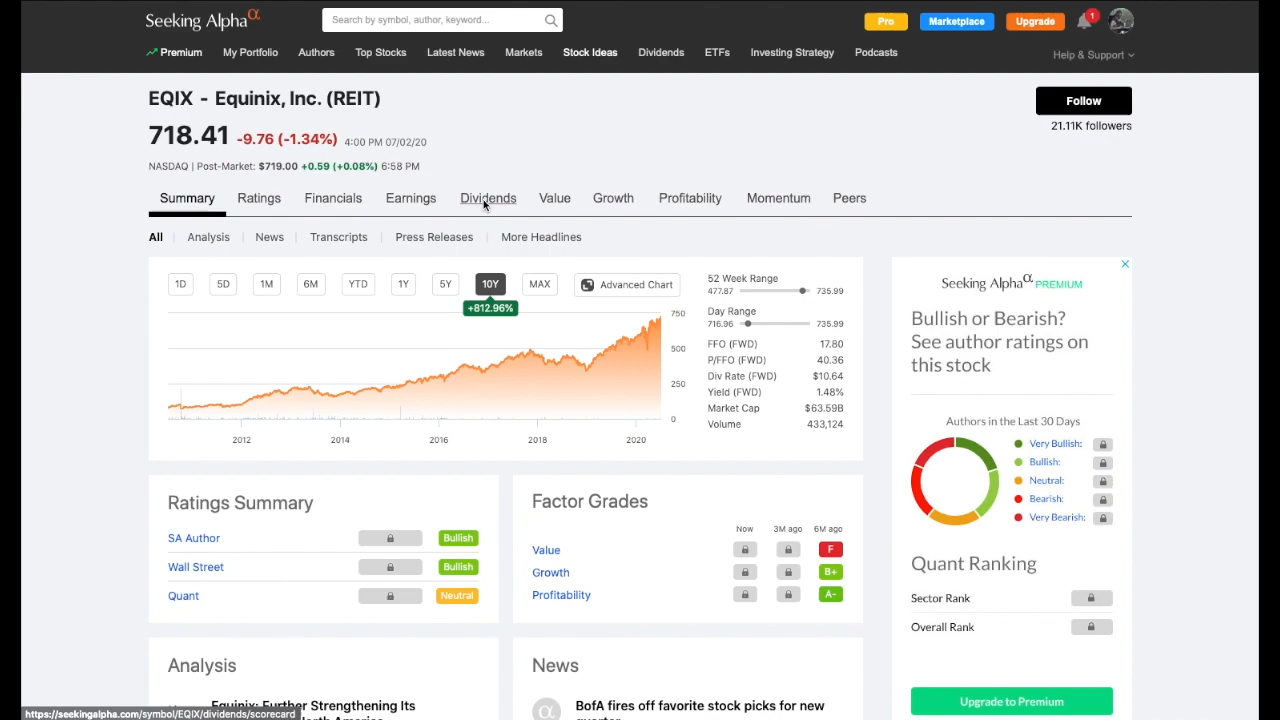 Seeking Alpha α
Search by symbol, author, keyword...
Pro
Marketplace
Upgrade
1
Premium
My Portfolio
Authors
Top Stocks
Latest News
Markets
Stock Ideas
Dividends
ETFs
Investing Strategy
Podcasts
Help & Support
EQIX - Equinix, Inc. (REIT)
Follow
718.41 -9.76 (-1.34%) 4:00 PM 07/02/20
21.11K followers
NASDAQ | Post-Market: $719.00 +0.59 (+0.08%) 6:58 PM
Summary
Ratings
Financials
Earnings
Dividends
Value
Growth
Profitability
Momentum
Peers
All
Analysis
News
Transcripts
Press Releases
More Headlines
1D
5D
1M
6M
YTD
1Y
5Y
10Y
MAX
Advanced Chart
+812.96%
750
500
250
0
2012
2014
2016
2018
2020
52 Week Range
477.87 735.99
Day Range
716.96 735.99
FFO (FWD) 17.80
P/FFO (FWD) 40.36
Div Rate (FWD) $10.64
Yield (FWD) 1.48%
Market Cap $63.59B
Volume 433,124
Seeking Alpha α PREMIUM
Bullish or Bearish?
See author ratings on
this stock
Authors in the Last 30 Days
Very Bullish:
Bullish:
Neutral:
Bearish:
Very Bearish:
Quant Ranking
Sector Rank
Overall Rank
Upgrade to Premium
Ratings Summary
SA Author Bullish
Wall Street Bullish
Quant Neutral
Factor Grades
Now 3M ago 6M ago
Value F
Growth B+
Profitability A-
Analysis
Equinix: Further Strengthening Its
News
α
BofA fires off favorite stock picks for new
https://seekingalpha.com/symbol/EQIX/dividends/scorecard